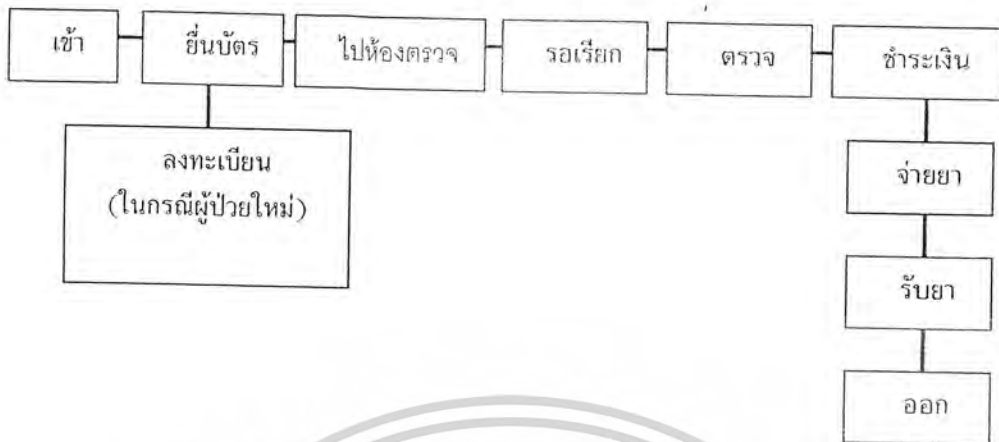 เข้า
ยื่นบัตร
ไปห้องตรวจ
รอเรียก
ตรวจ
ชำระเงิน
ลงทะเบียน
(ในกรณีผู้ป่วยใหม่)
จ่ายยา
รับยา
ออก